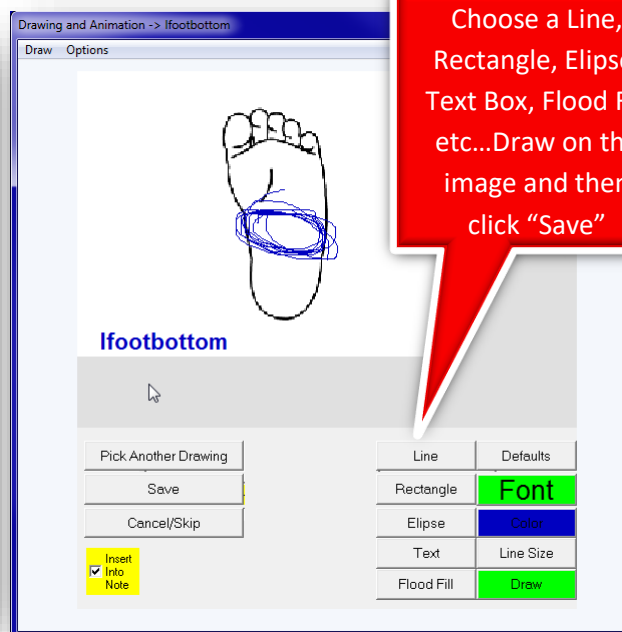 Drawing and Animation -> lfootbottom
Draw Options
Choose a Line,
Rectangle, Elipse
Text Box, Flood F
etc...Draw on th
image and then
click “Save”
lfootbottom
Pick Another Drawing
Save
Cancel/Skip
Insert
Into
Note
Line
Defaults
Rectangle
Font
Elipse
Color
Text
Line Size
Flood Fill
Draw